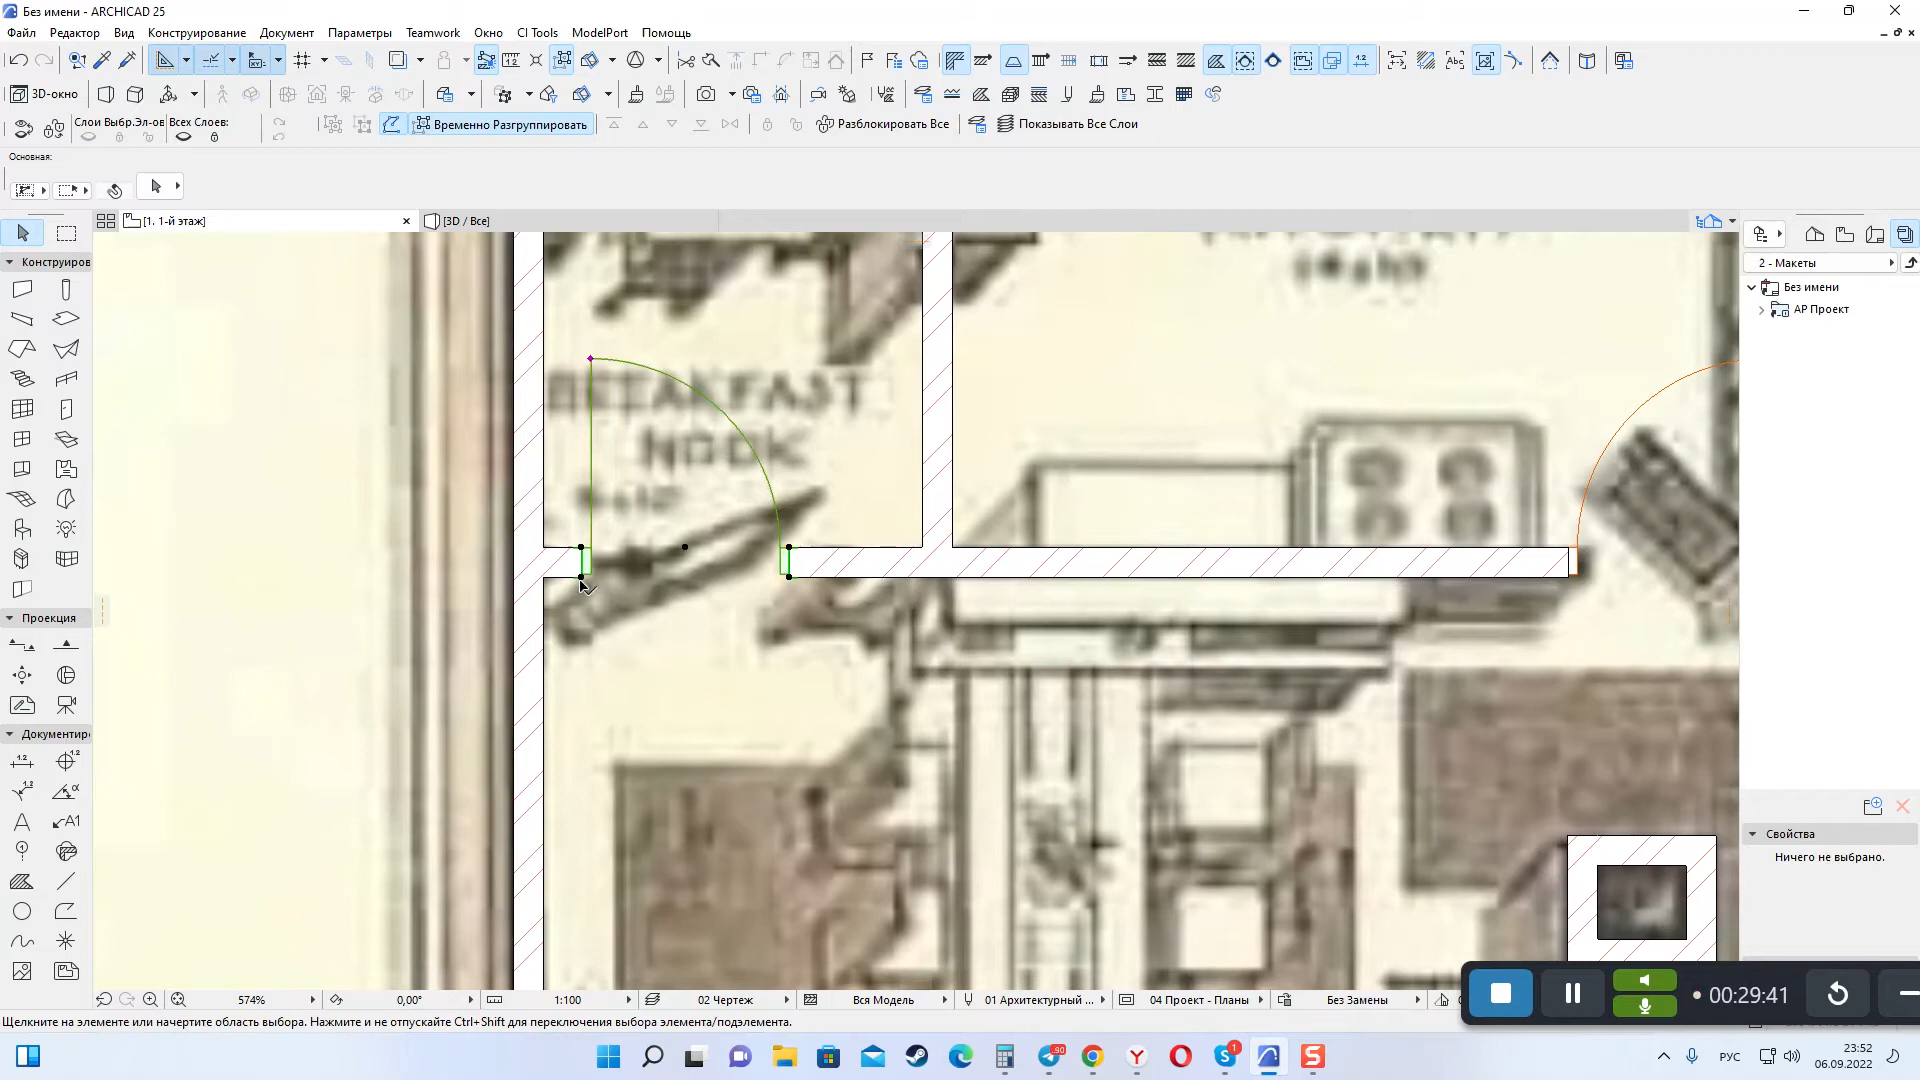 Без имени - ARCHICAD 25
Файл Редактор Вид Конструирование Документ Параметры Teamwork Окно CI Tools ModelPort Помощь
3D-окно
Слои Выбр.Эл-ов Всех Слоев: Временно Разгруппировать Разблокировать Все Показывать Все Слои
Основная:
[1. 1-й этаж] [3D / Все]
Конструиров
2 - Макеты
Без имени
АР Проект
BREAKFAST
NOOK
Проекция
Документир
Свойства
Ничего не выбрано.
574% 0,00° 1:100 02 Чертеж Вся Модель 01 Архитектурный ... 04 Проект - Планы Без Замены
00:29:41
Щелкните на элементе или начертите область выбора. Нажмите и не отпускайте Ctrl+Shift для переключения выбора элемента/подэлемента.
90
1
РУС
23:52
06.09.2022